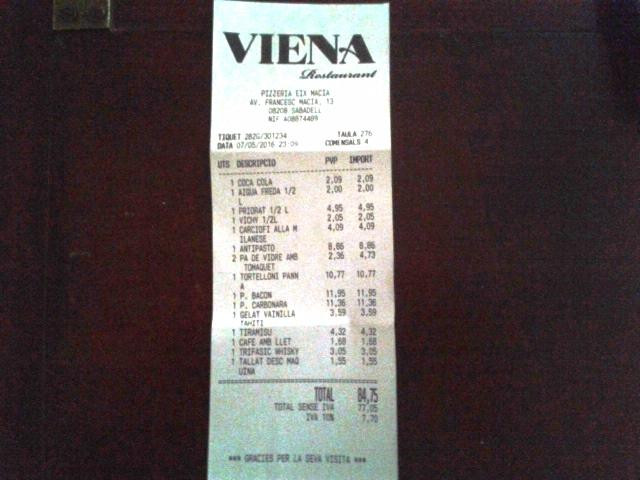 VIENA
Restaurant
PIZZERIA EIX MACIA
AV. FRANCESC MACIA, 13
08208 SABADELL
NIF A08874489
TIQUET 2820/301234 TAULA 276
DATA 07/05/2016 23:09 COMENSALS 4
UTS DESCRIPCIO PVP IMPORT
1 COCA COLA 2,09 2,09
1 AIGUA FREDA 1/2 2,00 2,00
L
1 PRIORAT 1/2 L 4,95 4,95
1 VICHY 1/2L 2,05 2,05
1 CARCIOFI ALLA M 4,09 4,09
ILANESE
1 ANTIPASTO 8,86 8,86
2 PA DE VIDRE AMB 2,36 4,73
TOMAQUET
1 TORTELLONI PANN 10,77 10,77
A
1 P. BACON 11,95 11,95
1 P. CARBONARA 11,36 11,36
1 GELAT VAINILLA 3,59 3,59
TAHITI
1 TIRAMISU 4,32 4,32
1 CAFE AMB LLET 1,68 1,68
1 TRIFASIC WHISKY 3,05 3,05
1 TALLAT DESC MAQ 1,55 1,55
UINA
TOTAL 84,75
TOTAL SENSE IVA 77,05
IVA 10% 7,70
*** GRACIES PER LA SEVA VISITA ***